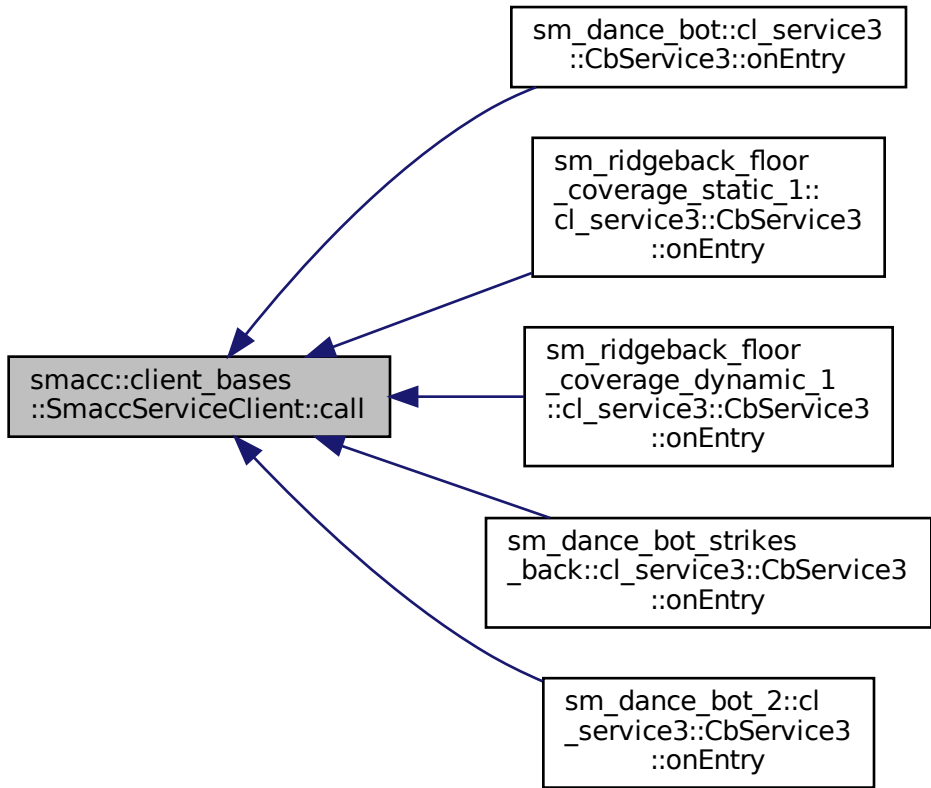 sm_dance_bot::cl_service3
::CbService3::onEntry
sm_ridgeback_floor
_coverage_static_1::
cl_service3::CbService3
::onEntry
smacc::client_bases
::SmaccServiceClient::call
sm_ridgeback_floor
_coverage_dynamic_1
::cl_service3::CbService3
::onEntry
sm_dance_bot_strikes
_back::cl_service3::CbService3
::onEntry
sm_dance_bot_2::cl
_service3::CbService3
::onEntry